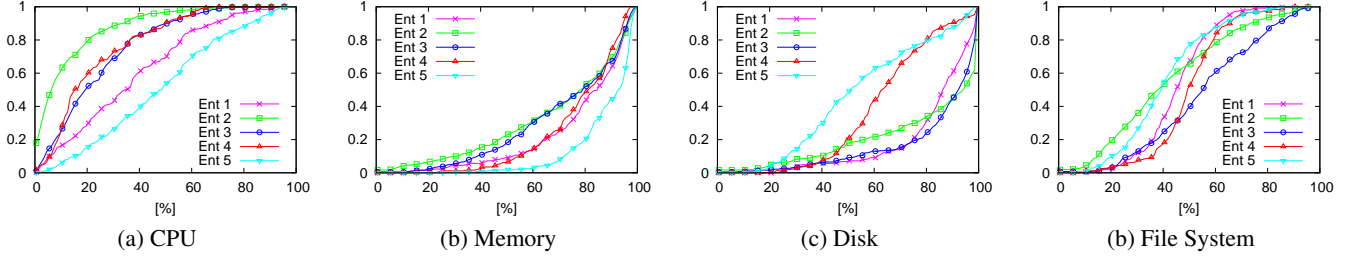 1
0.8
0.6
0.4
0.2
0
0 20 40 60 80 100
[%]
Ent 1
Ent 2
Ent 3
Ent 4
Ent 5
(a) CPU
1
0.8
0.6
0.4
0.2
0
0 20 40 60 80 100
[%]
Ent 1
Ent 2
Ent 3
Ent 4
Ent 5
(b) Memory
1
0.8
0.6
0.4
0.2
0
0 20 40 60 80 100
[%]
Ent 1
Ent 2
Ent 3
Ent 4
Ent 5
(c) Disk
1
0.8
0.6
0.4
0.2
0
0 20 40 60 80 100
[%]
Ent 1
Ent 2
Ent 3
Ent 4
Ent 5
(b) File System